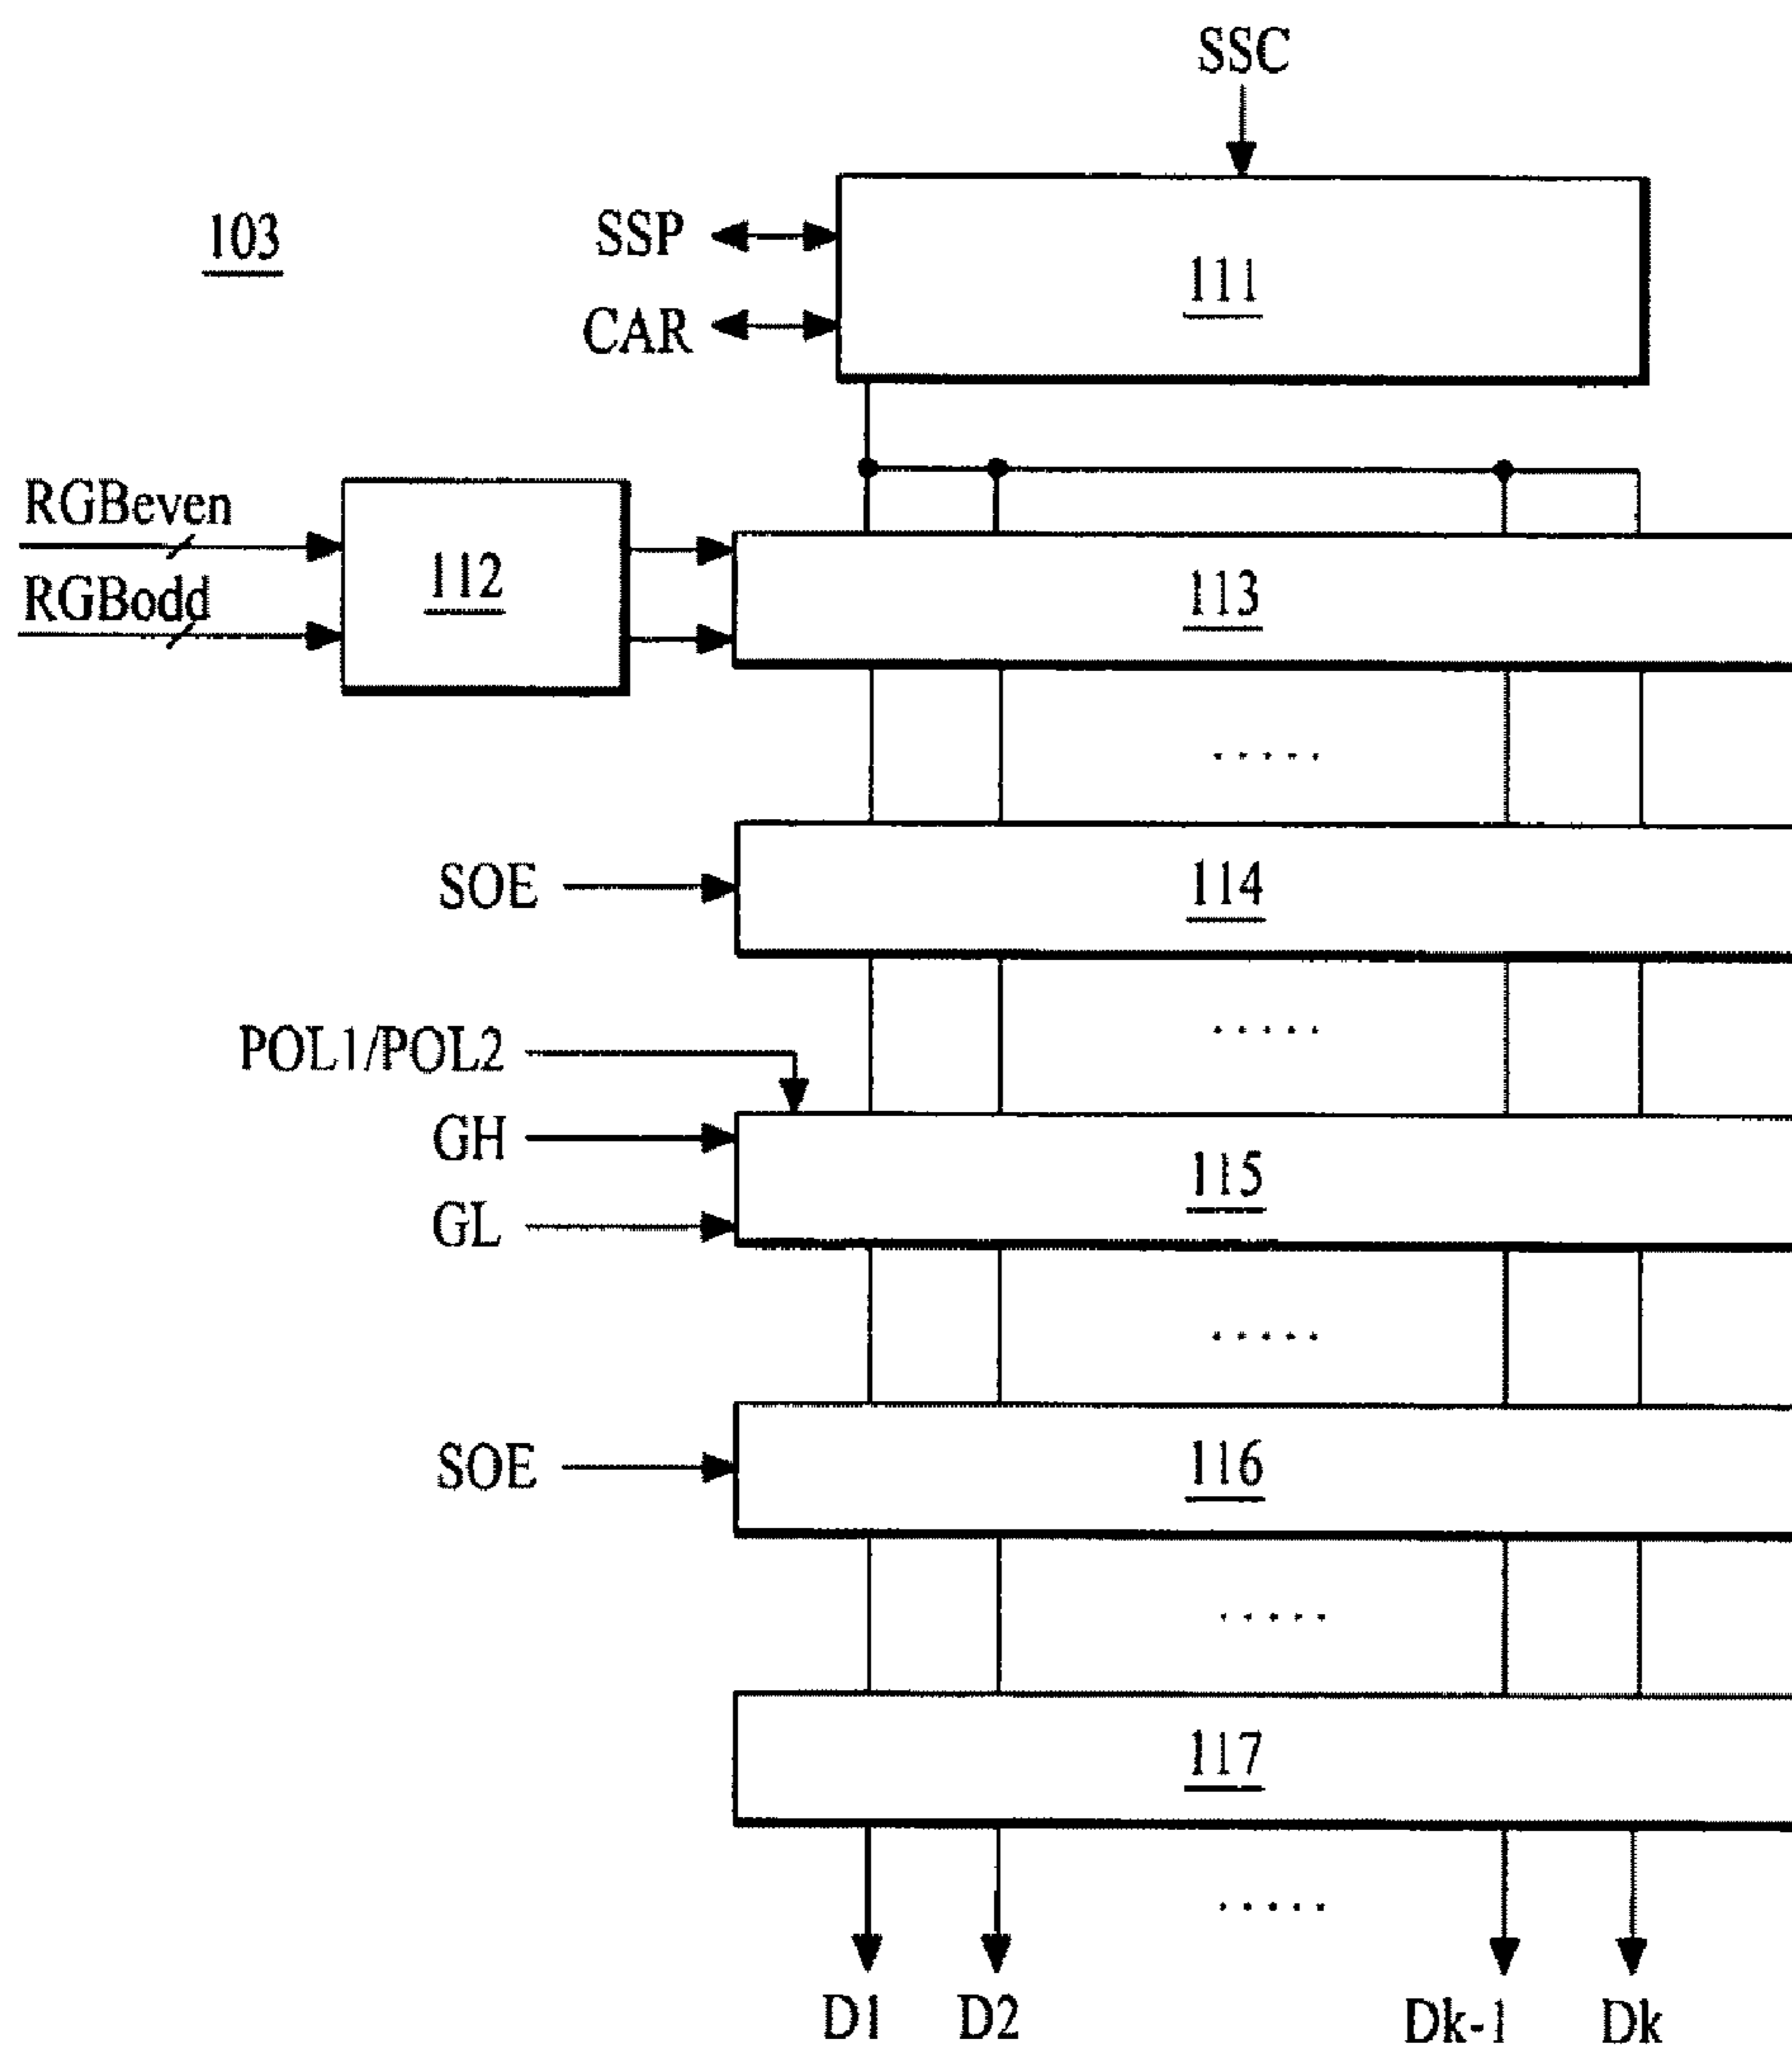 SSC
103
SSP
111
CAR
RGBeven
112
RGBodd
113
.....
SOE
114
POL1/POL2
.....
GH
115
GL
.....
SOE
116
.....
117
.....
D1 D2 Dk-1 Dk